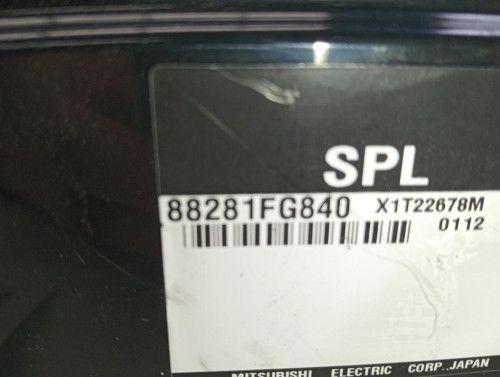 SPL
88281FG840 X1T22678M
0112
MITSUBISHI ELECTRIC CORP.,JAPAN